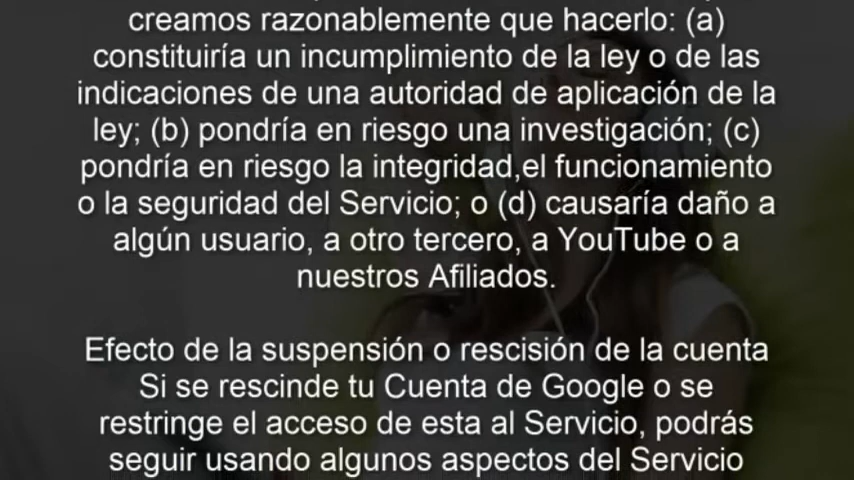 creamos razonablemente que hacerlo: (a)
constituiría un incumplimiento de la ley o de las
indicaciones de una autoridad de aplicación de la
ley; (b) pondría en riesgo una investigación; (c)
pondría en riesgo la integridad,el funcionamiento
o la seguridad del Servicio; o (d) causaría daño a
algún usuario, a otro tercero, a YouTube o a
nuestros Afiliados.
Efecto de la suspensión o rescisión de la cuenta
Si se rescinde tu Cuenta de Google o se
restringe el acceso de esta al Servicio, podrás
seguir usando algunos aspectos del Servicio